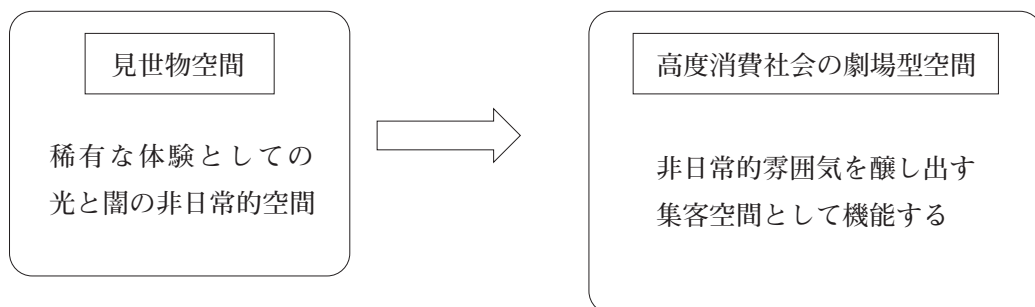 見世物空間
稀有な体験としての
光と闇の非日常的空間
高度消費社会の劇場型空間
非日常的雰囲気を醸し出す
集客空間として機能する